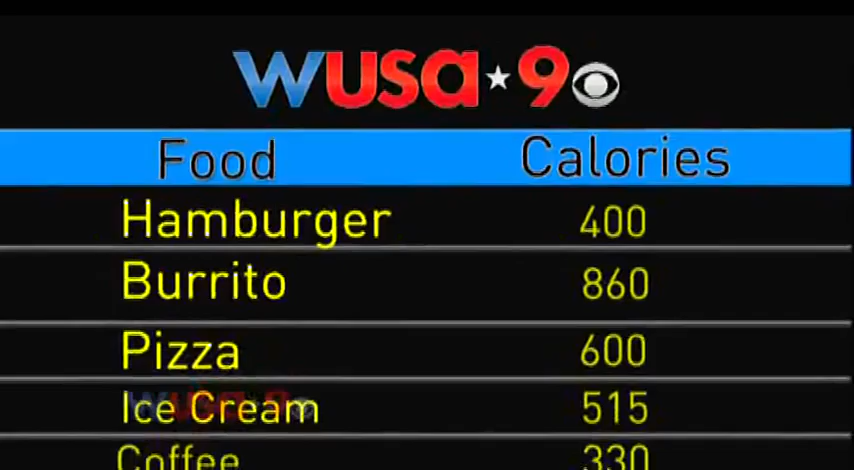 WUSA★9
Food Calories
Hamburger 400
Burrito 860
Pizza 600
Ice Cream 515
Coffee 330